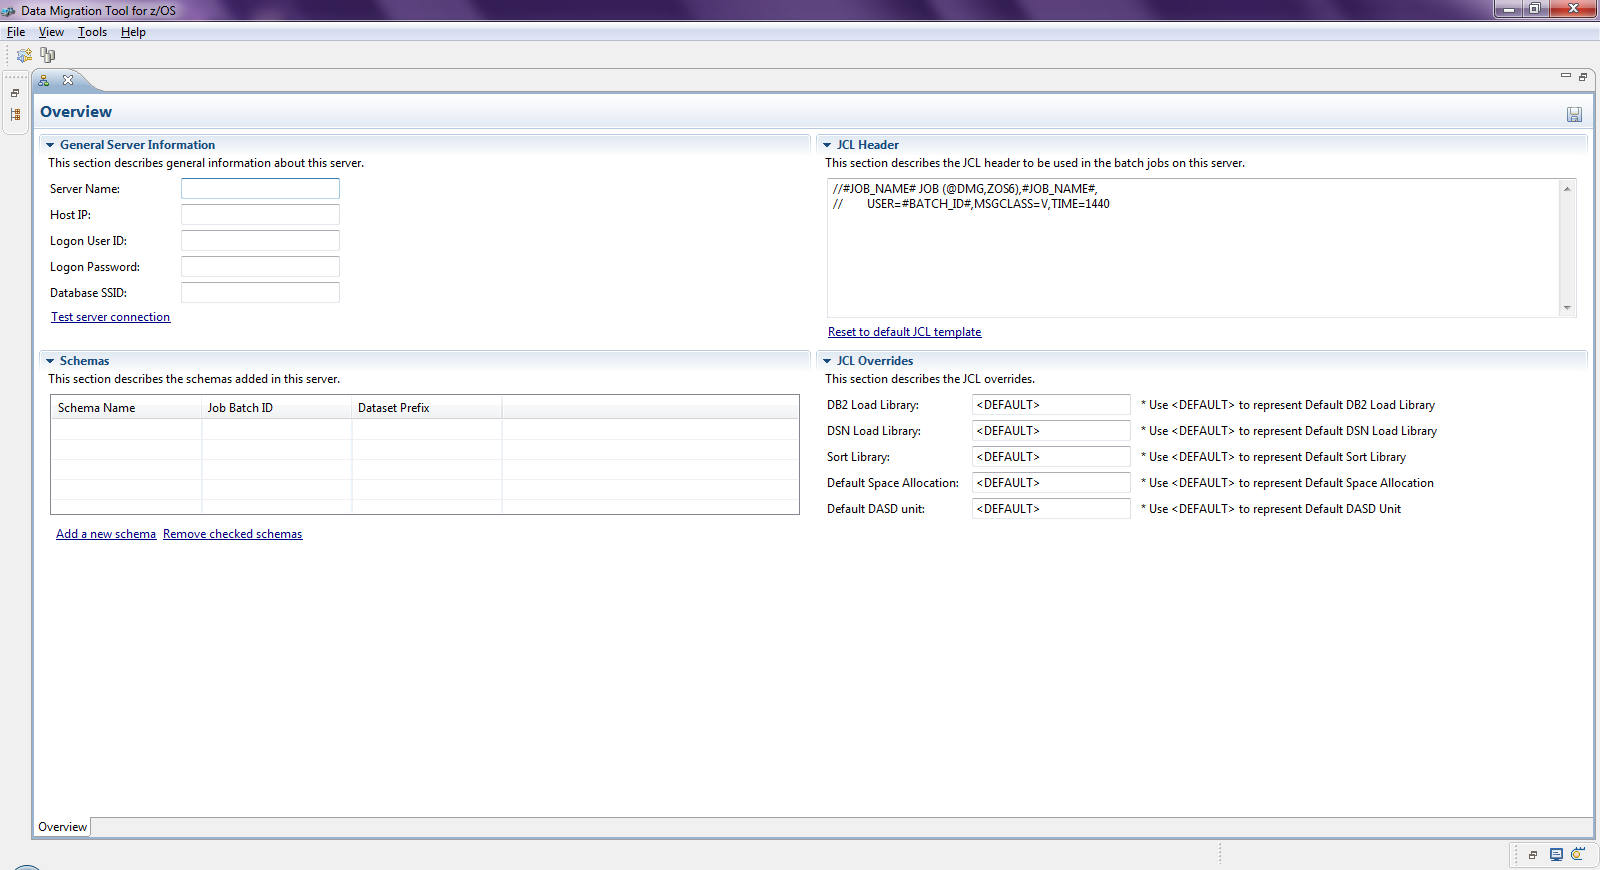 Data Migration Tool for z/OS
File View Tools Help
Overview
General Server Information
This section describes general information about this server.
Server Name:
Host IP:
Logon User ID:
Logon Password:
Database SSID:
Test server connection
JCL Header
This section describes the JCL header to be used in the batch jobs on this server.
//#JOB_NAME# JOB (@DMG,ZOS6),#JOB_NAME#,
// USER=#BATCH_ID#,MSGCLASS=V,TIME=1440
Reset to default JCL template
Schemas
This section describes the schemas added in this server.
Schema Name Job Batch ID Dataset Prefix
Add a new schema Remove checked schemas
JCL Overrides
This section describes the JCL overrides.
DB2 Load Library: <DEFAULT> * Use <DEFAULT> to represent Default DB2 Load Library
DSN Load Library: <DEFAULT> * Use <DEFAULT> to represent Default DSN Load Library
Sort Library: <DEFAULT> * Use <DEFAULT> to represent Default Sort Library
Default Space Allocation: <DEFAULT> * Use <DEFAULT> to represent Default Space Allocation
Default DASD unit: <DEFAULT> * Use <DEFAULT> to represent Default DASD Unit
Overview